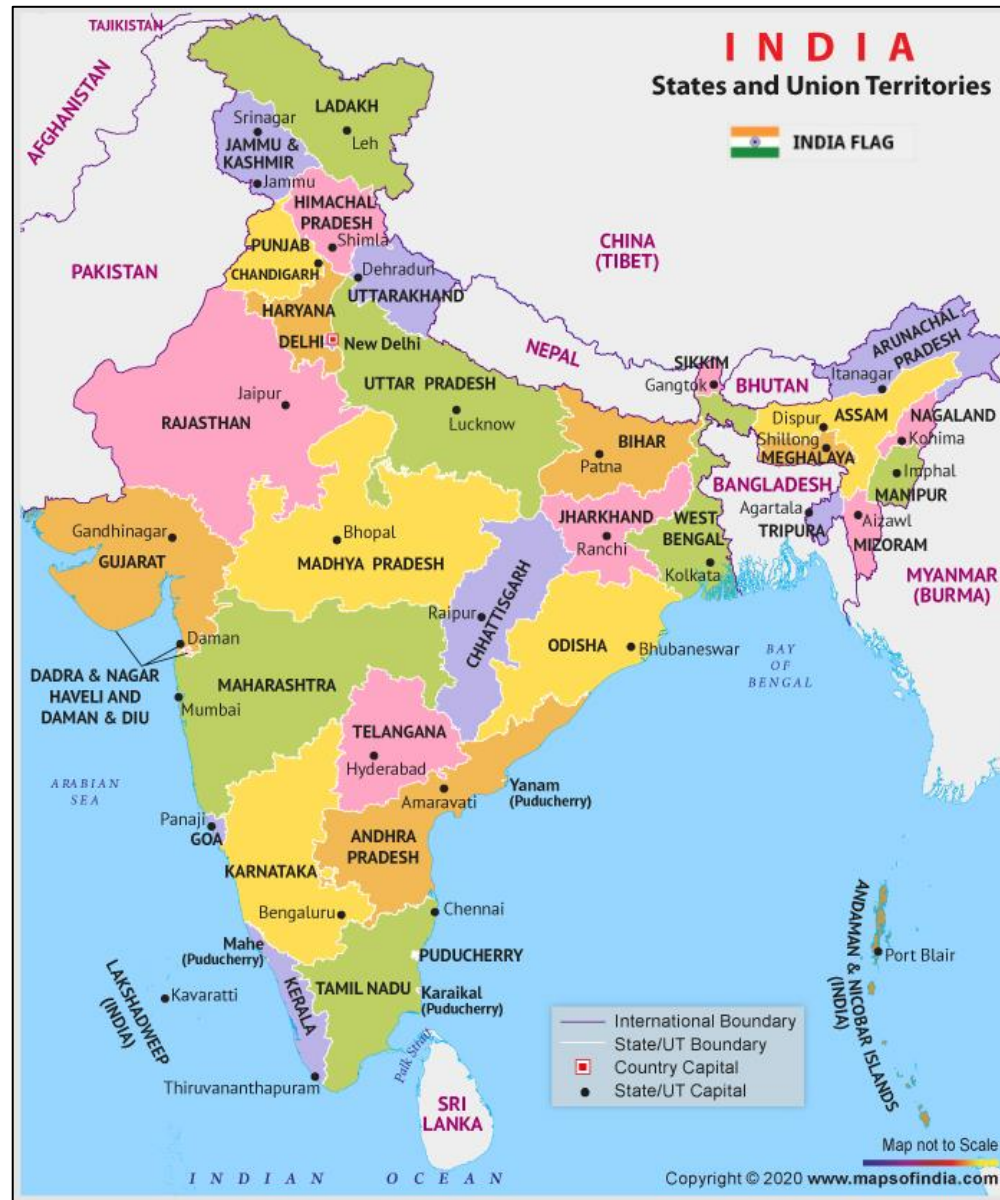 TAJIKISTAN
AFGHANISTAN
INDIA
States and Union Territories
INDIA FLAG
LADAKH
Srinagar
Leh
JAMMU &
KASHMIR
Jammu
HIMACHAL
PRADESH
Shimla
PUNJAB
CHANDIGARH
PAKISTAN
CHINA
(TIBET)
Dehradun
UTTARAKHAND
HARYANA
DELHI
New Delhi
NEPAL
SIKKIM
Gangtok
BHUTAN
ARUNACHAL
PRADESH
Itanagar
UTTAR PRADESH
Lucknow
Jaipur
RAJASTHAN
BIHAR
Patna
Dispur
ASSAM
NAGALAND
Shillong
Kohima
MEGHALAYA
Imphal
MANIPUR
BANGLADESH
Agartala
TRIPURA
Aizawl
MIZORAM
MYANMAR
(BURMA)
Gandhinagar
GUJARAT
Bhopal
MADHYA PRADESH
JHARKHAND
Ranchi
WEST
BENGAL
Kolkata
Raipur
CHHATTISGARH
ODISHA
Bhubaneswar
BAY
OF
BENGAL
Daman
DADRA & NAGAR
HAVELI AND
DAMAN & DIU
MAHARASHTRA
Mumbai
TELANGANA
Hyderabad
ARABIAN
SEA
Amaravati
Yanam
(Puducherry)
Panaji
GOA
ANDHRA
PRADESH
KARNATAKA
Bengaluru
Chennai
Mahe
(Puducherry)
PUDUCHERRY
LAKSHADWEEP
(INDIA)
Kavaratti
KERALA
TAMIL NADU
Karaikal
(Puducherry)
Thiruvananthapuram
Palk Strait
SRI
LANKA
ANDAMAN & NICOBAR ISLANDS
(INDIA)
Port Blair
International Boundary
State/UT Boundary
Country Capital
State/UT Capital
Map not to Scale
INDIAN OCEAN
Copyright © 2020 www.mapsofindia.com